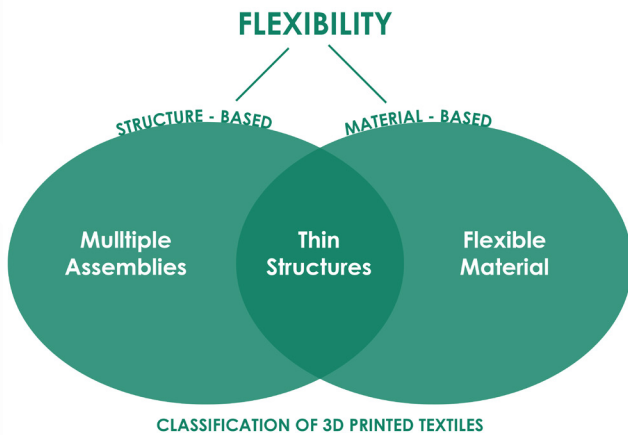 FLEXIBILITY
STRUCTURE - BASED
MATERIAL - BASED
Mulltiple
Assemblies
Thin
Structures
Flexible
Material
CLASSIFICATION OF 3D PRINTED TEXTILES